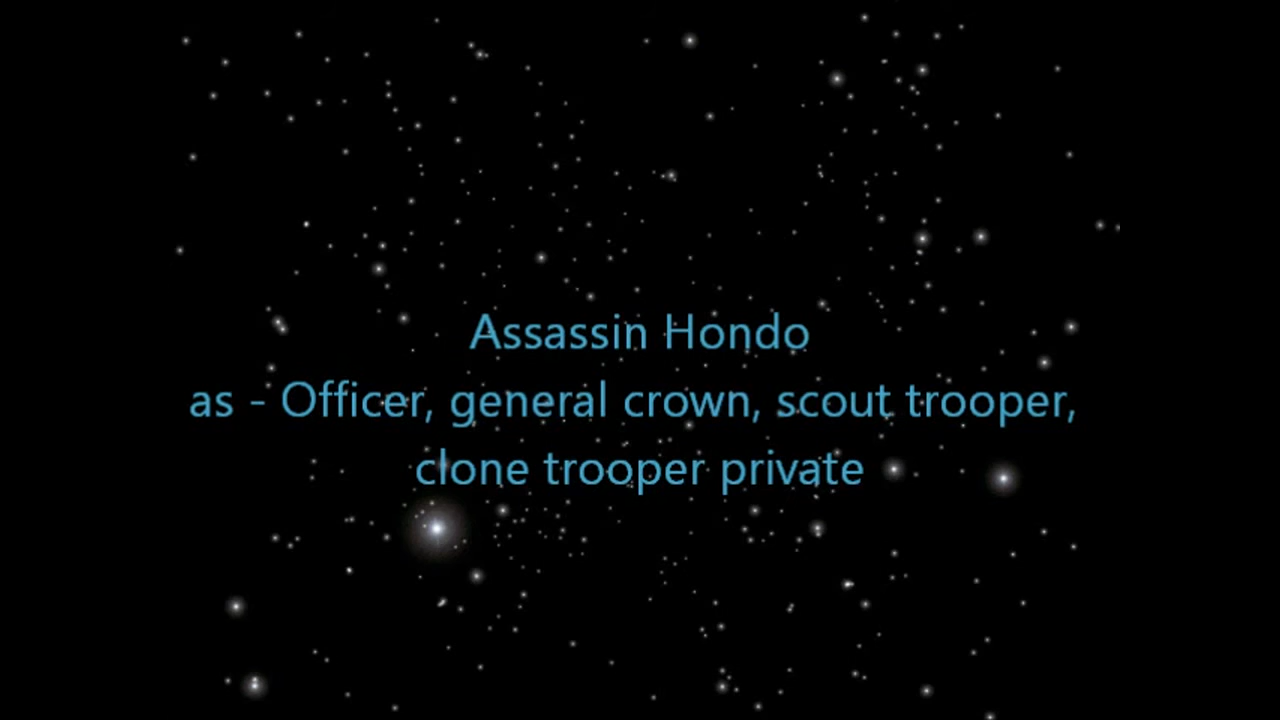 Assassin Hondo
as - Officer, general crown, scout trooper,
clone trooper private